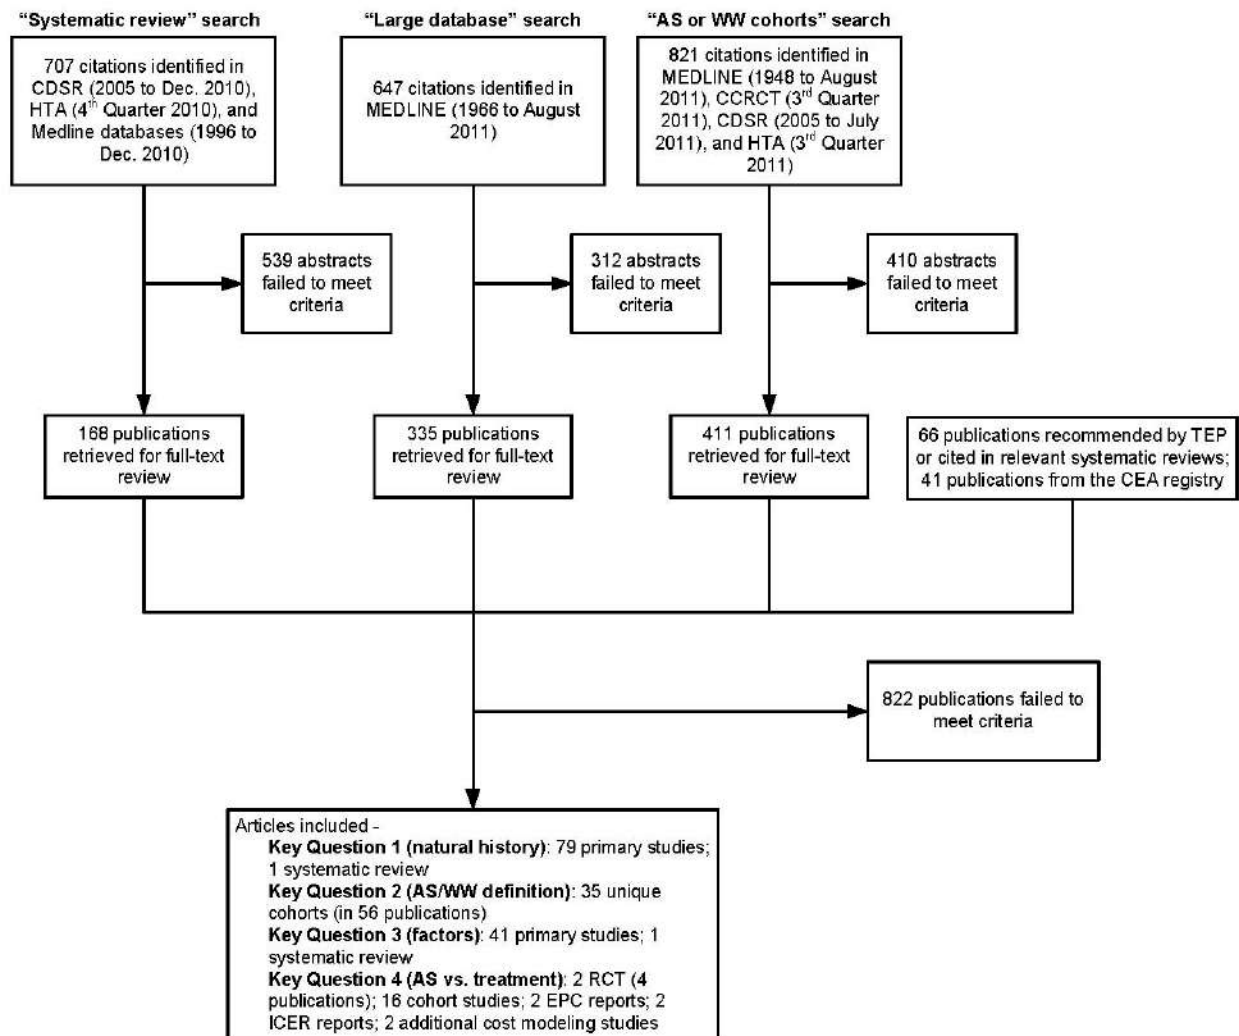 “Systematic review” search
“Large database” search
“AS or WW cohorts” search
707 citations identified in
CDSR (2005 to Dec. 2010),
HTA (4th Quarter 2010), and
Medline databases (1996 to
Dec. 2010)
647 citations identified in
MEDLINE (1966 to August
2011)
821 citations identified in
MEDLINE (1948 to August
2011), CCRCT (3rd Quarter
2011), CDSR (2005 to July
2011), and HTA (3rd Quarter
2011)
539 abstracts
failed to meet
criteria
312 abstracts
failed to meet
criteria
410 abstracts
failed to meet
criteria
168 publications
retrieved for full-text
review
335 publications
retrieved for full-text
review
411 publications
retrieved for full-text
review
66 publications recommended by TEP
or cited in relevant systematic reviews;
41 publications from the CEA registry
822 publications failed to
meet criteria
Articles included -
Key Question 1 (natural history): 79 primary studies;
1 systematic review
Key Question 2 (AS/WW definition): 35 unique
cohorts (in 56 publications)
Key Question 3 (factors): 41 primary studies; 1
systematic review
Key Question 4 (AS vs. treatment): 2 RCT (4
publications); 16 cohort studies; 2 EPC reports; 2
ICER reports; 2 additional cost modeling studies